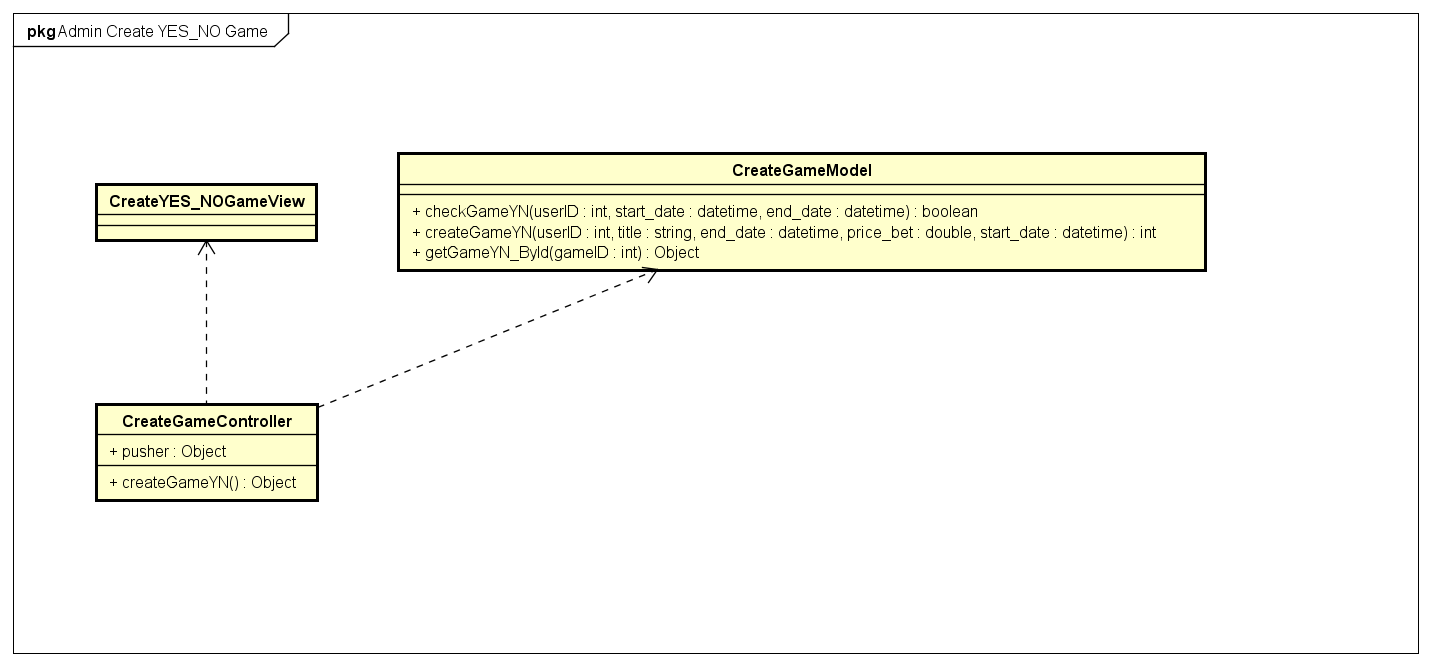 pkg Admin Create YES_NO Game
CreateGameModel
+ checkGameYN(userID : int, start_date : datetime, end_date : datetime) : boolean
+ createGameYN(userID : int, title : string, end_date : datetime, price_bet : double, start_date : datetime) : int
+ getGameYN_ById(gameID : int) : Object
CreateYES_NOGameView
CreateGameController
+ pusher : Object
+ createGameYN() : Object